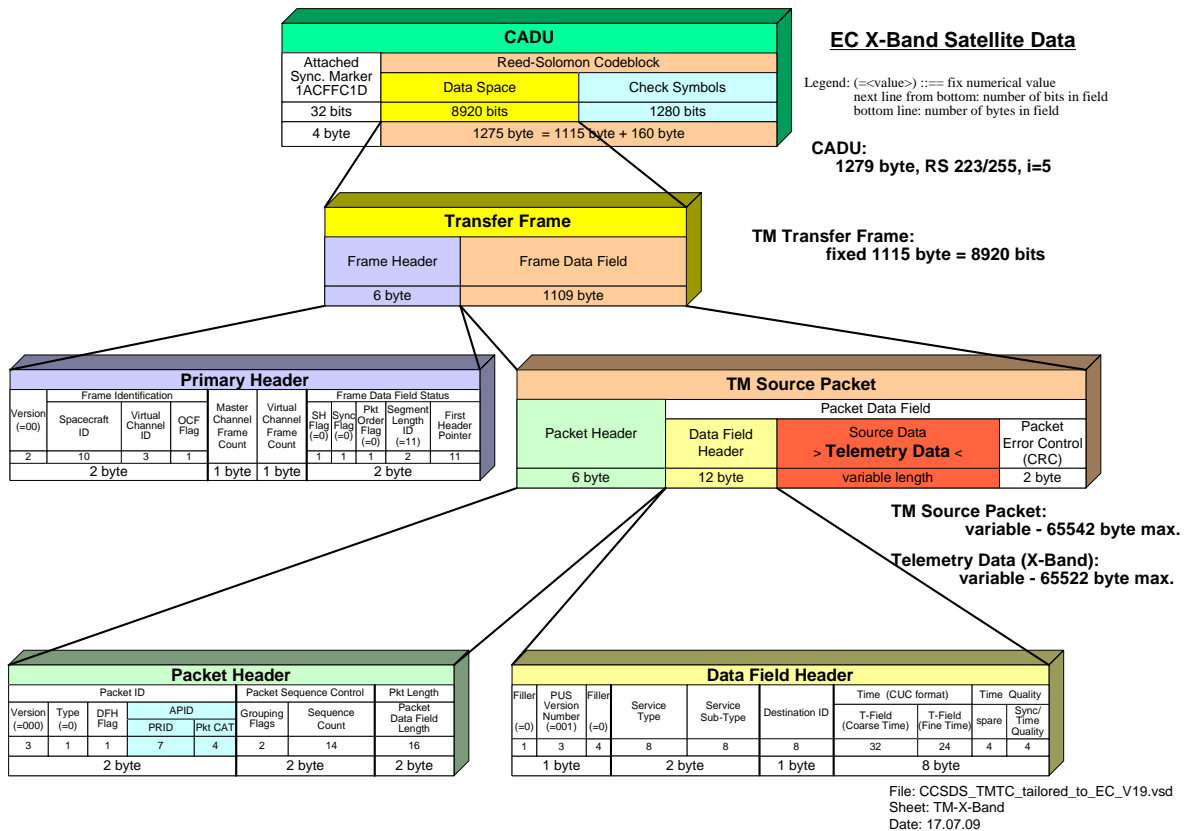 CADU
EC X-Band Satellite Data
Attached
Sync. Marker
1ACFFC1D
Reed-Solomon Codeblock
Data Space
Check Symbols
32 bits
8920 bits
1280 bits
4 byte
1275 byte = 1115 byte + 160 byte
Legend: (=<value>) ::== fix numerical value
next line from bottom: number of bits in field
bottom line: number of bytes in field
CADU:
1279 byte, RS 223/255, i=5
Transfer Frame
Frame Header
Frame Data Field
6 byte
1109 byte
TM Transfer Frame:
fixed 1115 byte = 8920 bits
Primary Header
Frame Identification
Frame Data Field Status
Version
(=00)
Spacecraft
ID
Virtual
Channel
ID
OCF
Flag
Master
Channel
Frame
Count
Virtual
Channel
Frame
Count
SH
Flag
(=0)
Sync
Flag
(=0)
Pkt
Order
Flag
(=0)
Segment
Length
ID
(=11)
First
Header
Pointer
2
10
3
1
1
1
1
2
11
2 byte
1 byte
1 byte
2 byte
TM Source Packet
Packet Header
Packet Data Field
Data Field
Header
Source Data
> Telemetry Data <
Packet
Error Control
(CRC)
6 byte
12 byte
variable length
2 byte
TM Source Packet:
variable - 65542 byte max.
Telemetry Data (X-Band):
variable - 65522 byte max.
Packet Header
Packet ID
Packet Sequence Control
Pkt Length
Version
(=000)
Type
(=0)
DFH
Flag
APID
PRID
Pkt CAT
Grouping
Flags
Sequence
Count
Packet
Data Field
Length
3
1
1
7
4
2
14
16
2 byte
2 byte
2 byte
Data Field Header
Filler
(=0)
PUS
Version
Number
(=001)
Filler
(=0)
Service
Type
Service
Sub-Type
Destination ID
Time (CUC format)
T-Field
(Coarse Time)
T-Field
(Fine Time)
Time Quality
spare
Sync/
Time
Quality
1
3
4
8
8
8
32
24
4
4
1 byte
2 byte
1 byte
8 byte
File: CCSDS_TMTC_tailored_to_EC_V19.vsd
Sheet: TM-X-Band
Date: 17.07.09